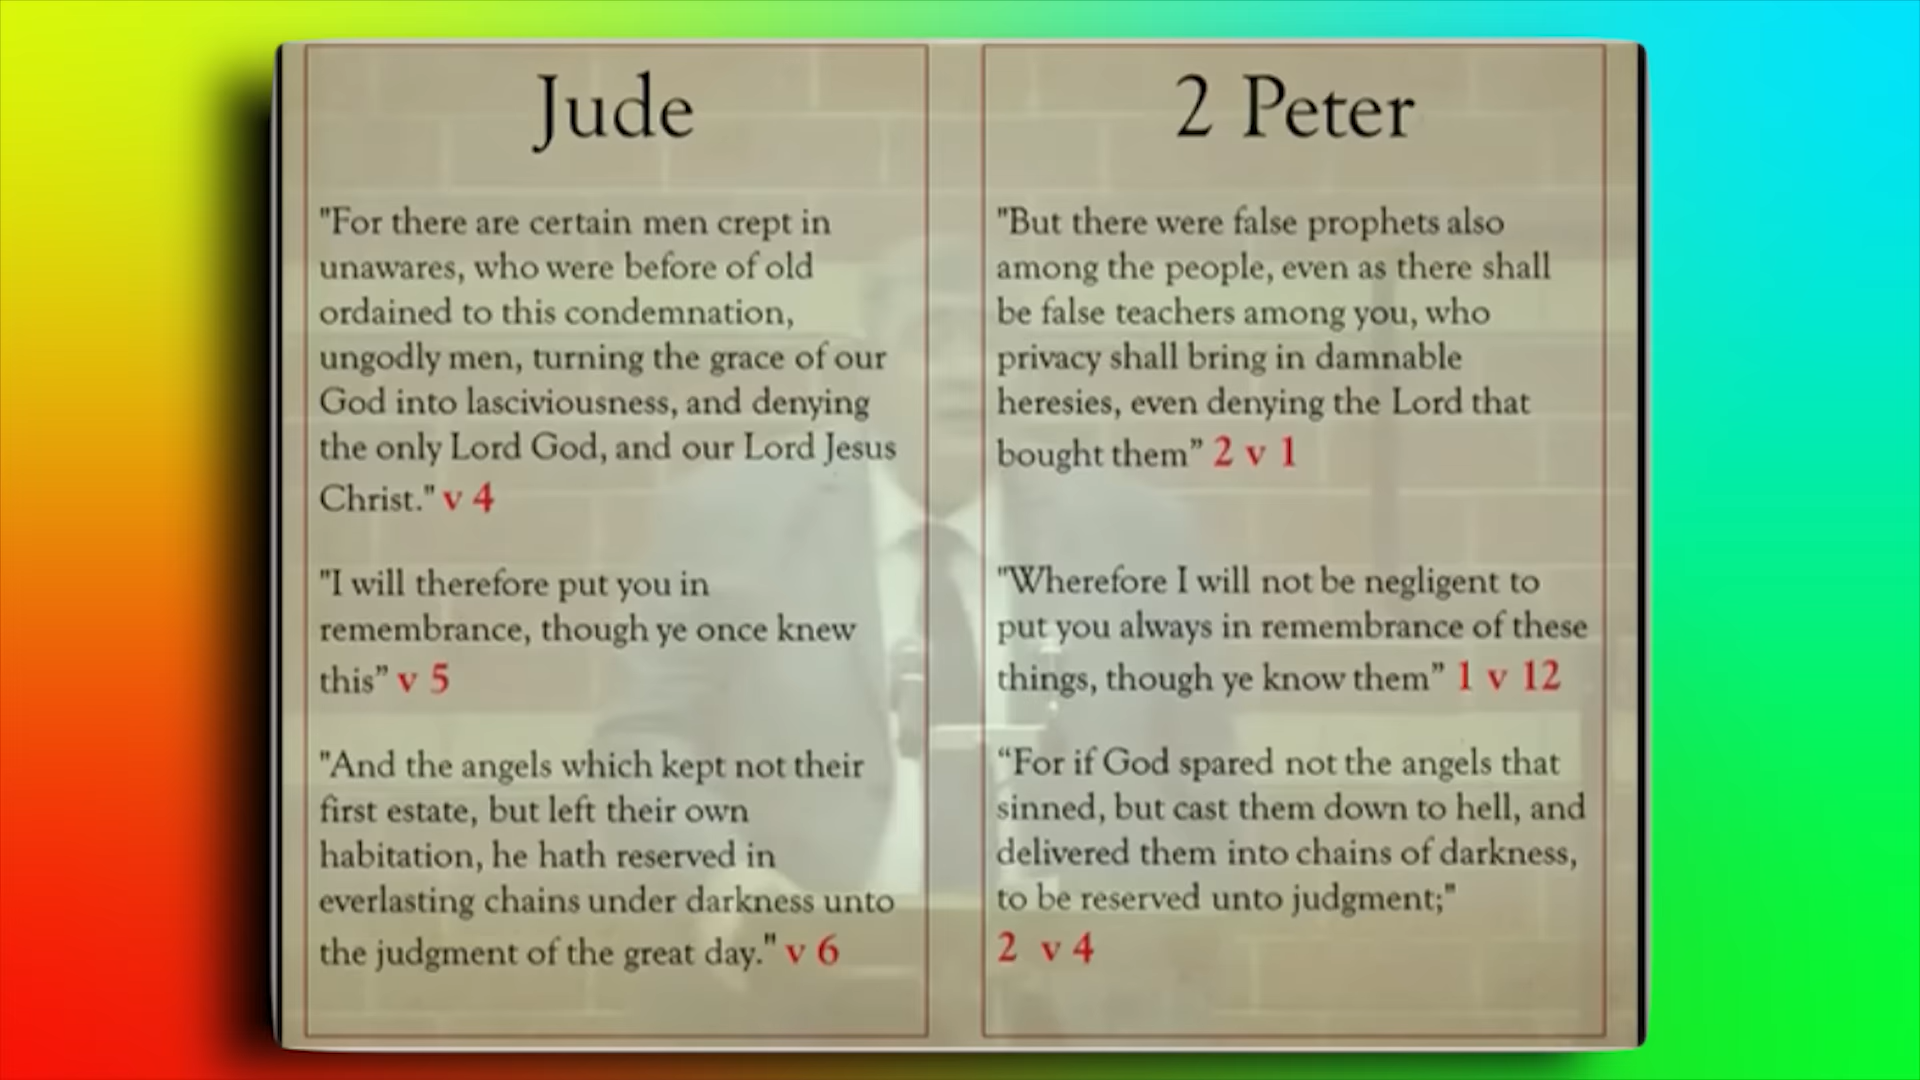 Jude
"For there are certain men crept in
unawares, who were before of old
ordained to this condemnation,
ungodly men, turning the grace of our
God into lasciviousness, and denying
the only Lord God, and our Lord Jesus
Christ." v 4
"I will therefore put you in
remembrance, though ye once knew
this” v 5
"And the angels which kept not their
first estate, but left their own
habitation, he hath reserved in
everlasting chains under darkness unto
the judgment of the great day." v 6
2 Peter
"But there were false prophets also
among the people, even as there shall
be false teachers among you, who
privacy shall bring in damnable
heresies, even denying the Lord that
bought them” 2 v 1
"Wherefore I will not be negligent to
put you always in remembrance of these
things, though ye know them” 1 v 12
“For if God spared not the angels that
sinned, but cast them down to hell, and
delivered them into chains of darkness,
to be reserved unto judgment;"
2 v 4